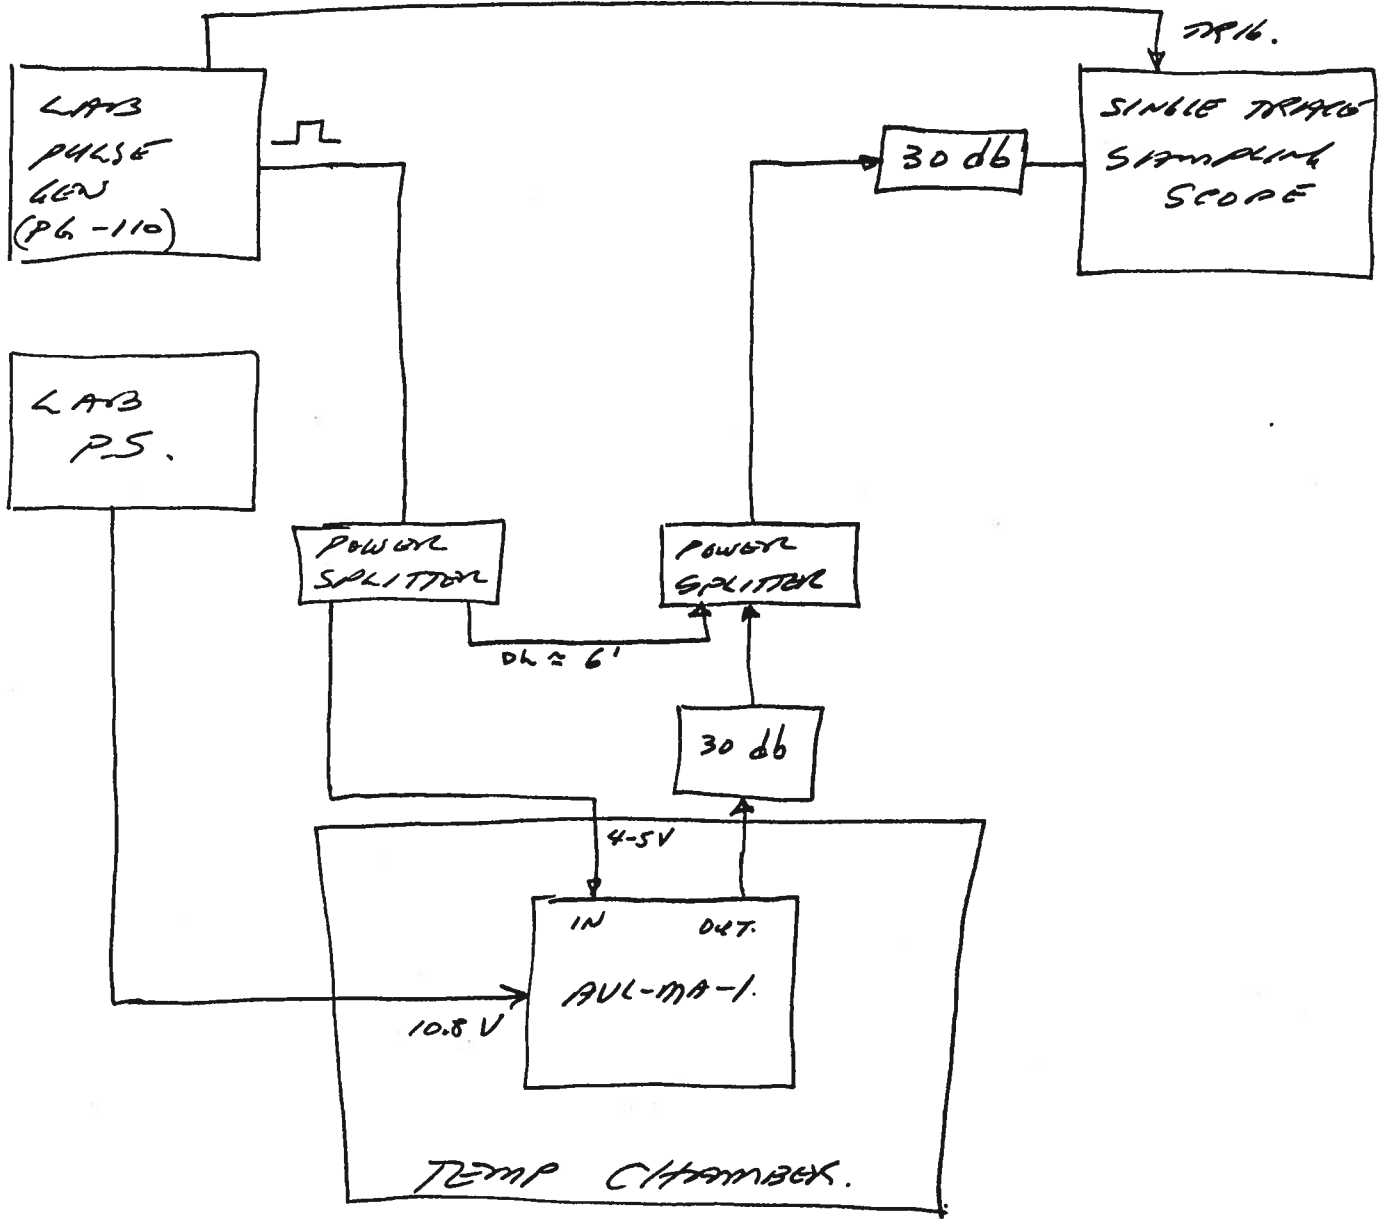 TRIG.
LAB
PULSE
GEN
(PG-110)
30 db
SINGLE TRACE
SAMPLING
SCOPE
LAB
P.S.
POWER
SPLITTER
POWER
SPLITTER
DL ≈ 6'
30 db
4-5V
IN OUT.
AVL-MA-1.
10.8 V
TEMP CHAMBER.